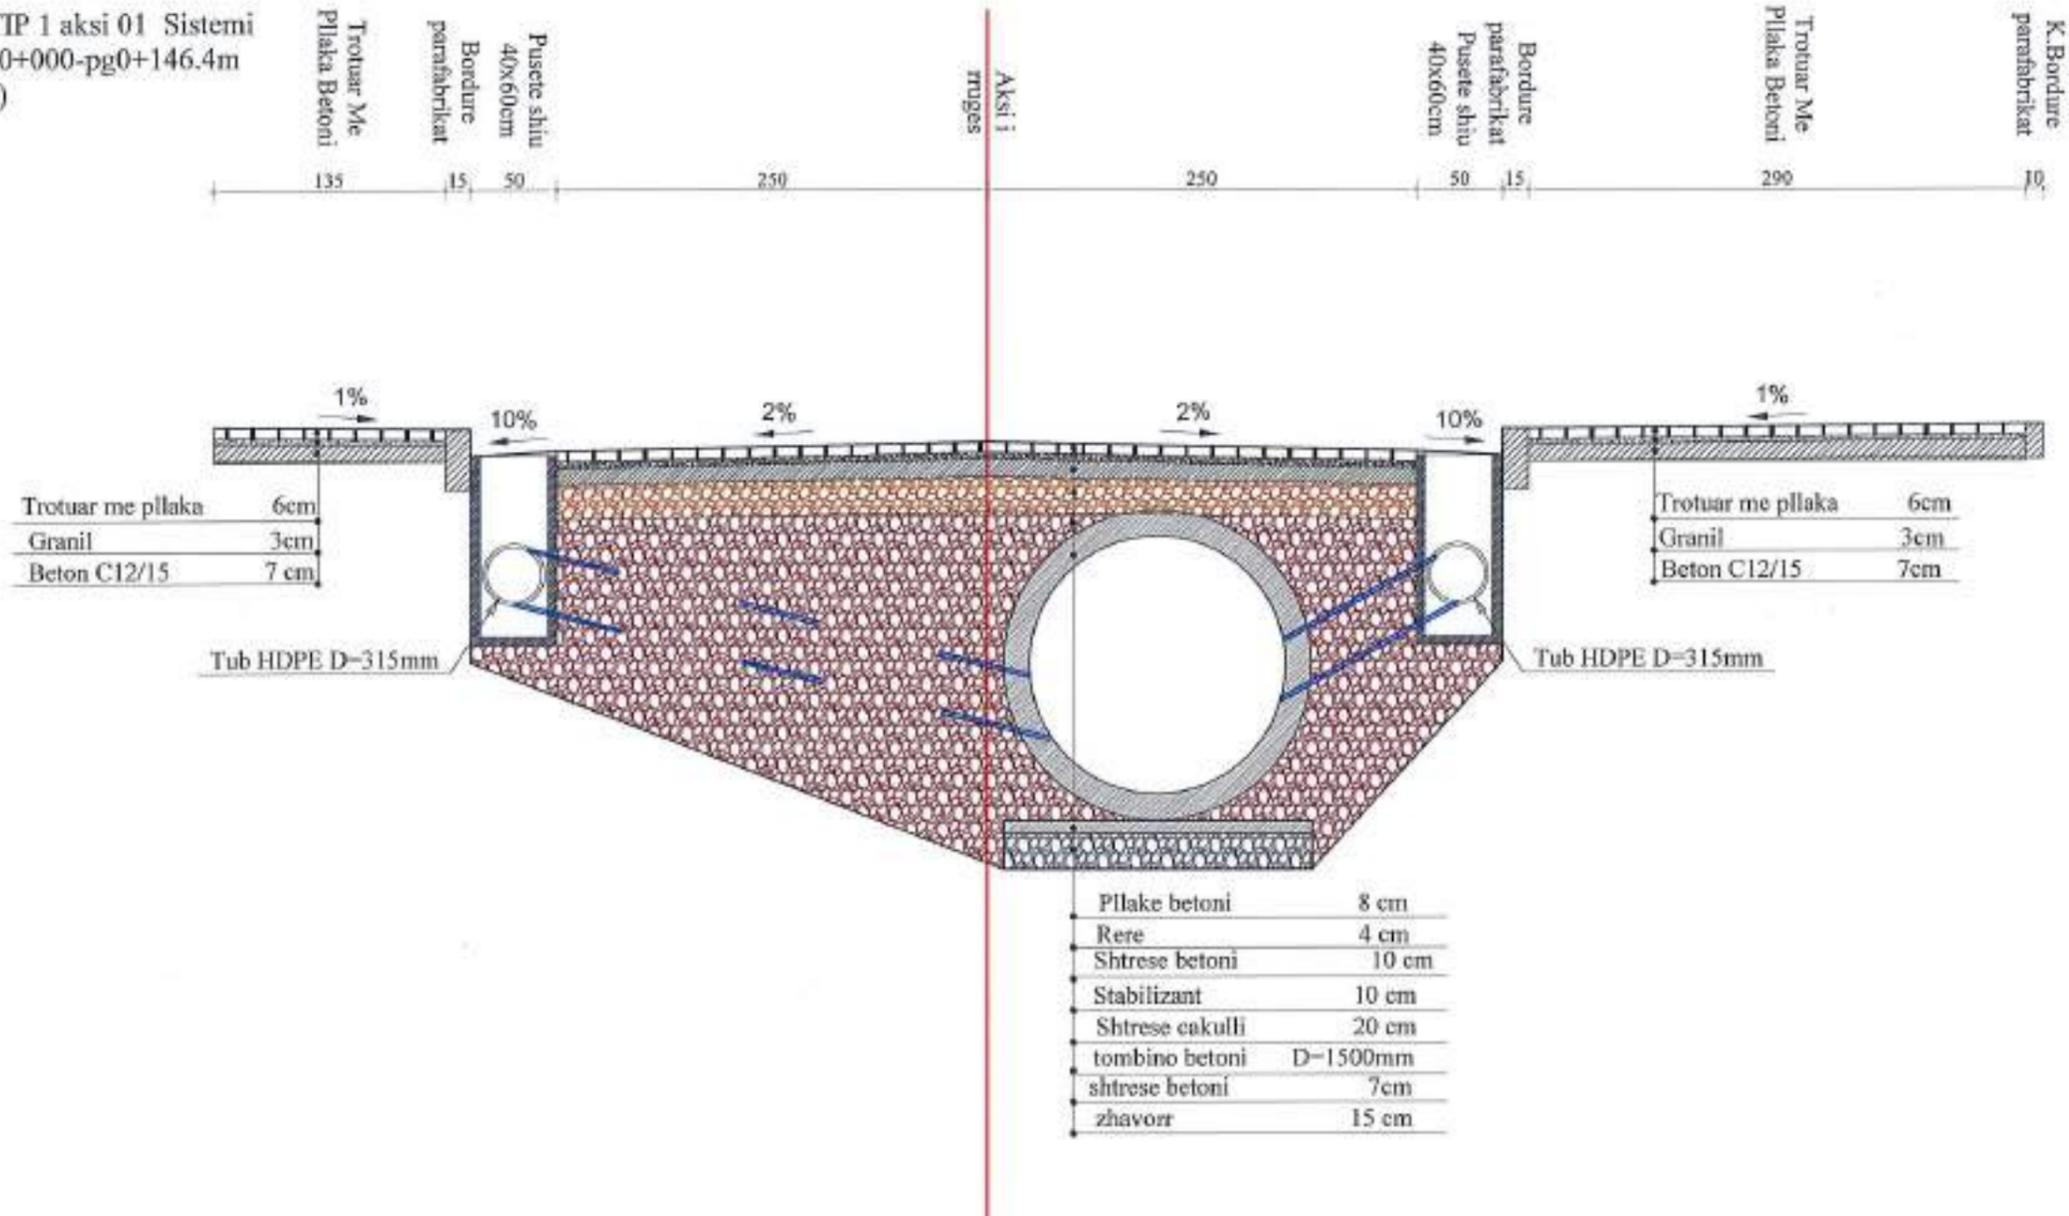 TIP 1 aksi 01 Sistemi
0+000-pg0+146.4m
)
Trotuar Me
Pllaka Betoni
Bordure
parafabrikat
Pusete shiu
40x60cm
Aksi i
rruges
Bordure
parafabrikat
Pusete shiu
40x60cm
Trotuar Me
Pllaka Betoni
K.Bordure
parafabrikat
135 15 50 250 250 50 15 290 10
1% 10% 2% 2% 10% 1%
Trotuar me pllaka 6cm
Granil 3cm
Beton C12/15 7 cm
Tub HDPE D=315mm
Trotuar me pllaka 6cm
Granil 3cm
Beton C12/15 7cm
Tub HDPE D=315mm
Pllake betoni 8 cm
Rere 4 cm
Shtrese betoni 10 cm
Stabilizant 10 cm
Shtrese cakulli 20 cm
tombino betoni D=1500mm
shtrese betoni 7cm
zhavorr 15 cm